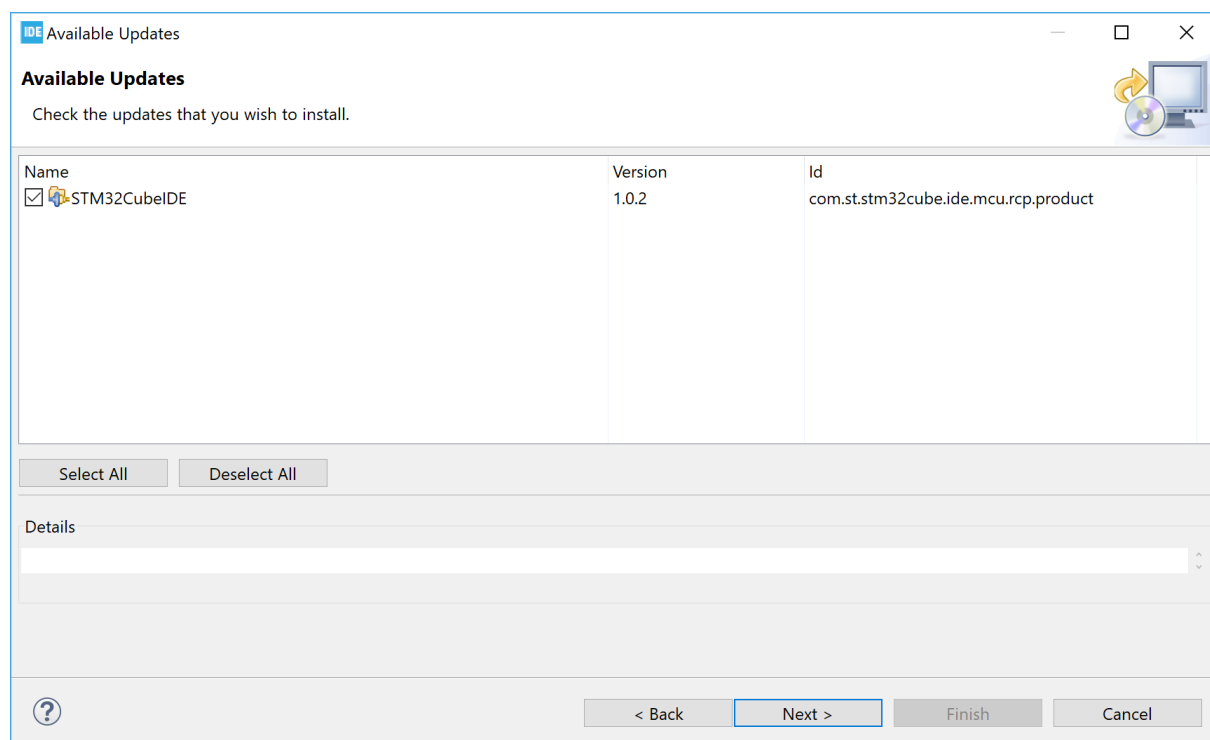 IDE Available Updates
Available Updates
Check the updates that you wish to install.
Name Version Id
STM32CubeIDE 1.0.2 com.st.stm32cube.ide.mcu.rcp.product
Select All Deselect All
Details
? < Back Next > Finish Cancel